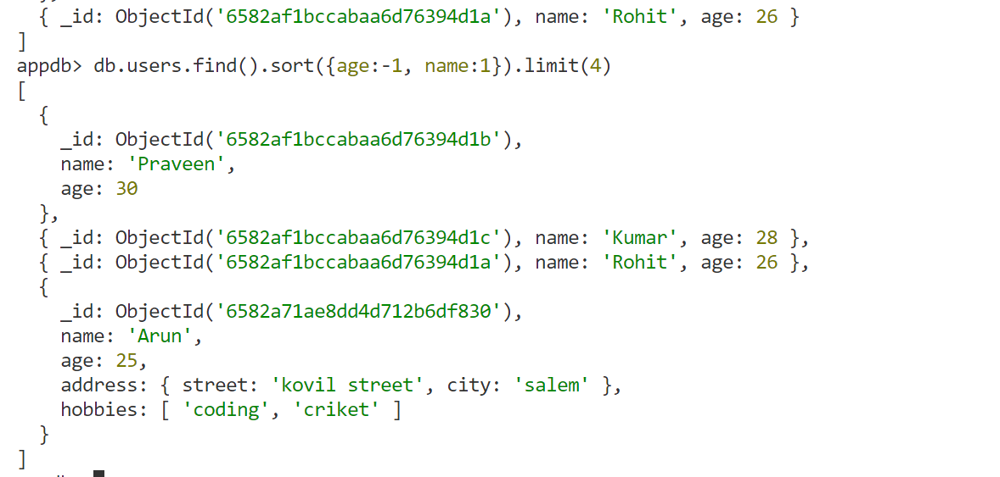 { _id: ObjectId('6582af1bccabaa6d76394d1a'), name: 'Rohit', age: 26 }
]
appdb> db.users.find().sort({age:-1, name:1}).limit(4)
[
  {
    _id: ObjectId('6582af1bccabaa6d76394d1b'),
    name: 'Praveen',
    age: 30
  },
  { _id: ObjectId('6582af1bccabaa6d76394d1c'), name: 'Kumar', age: 28 },
  { _id: ObjectId('6582af1bccabaa6d76394d1a'), name: 'Rohit', age: 26 },
  {
    _id: ObjectId('6582a71ae8dd4d712b6df830'),
    name: 'Arun',
    age: 25,
    address: { street: 'kovil street', city: 'salem' },
    hobbies: [ 'coding', 'criket' ]
  }
]